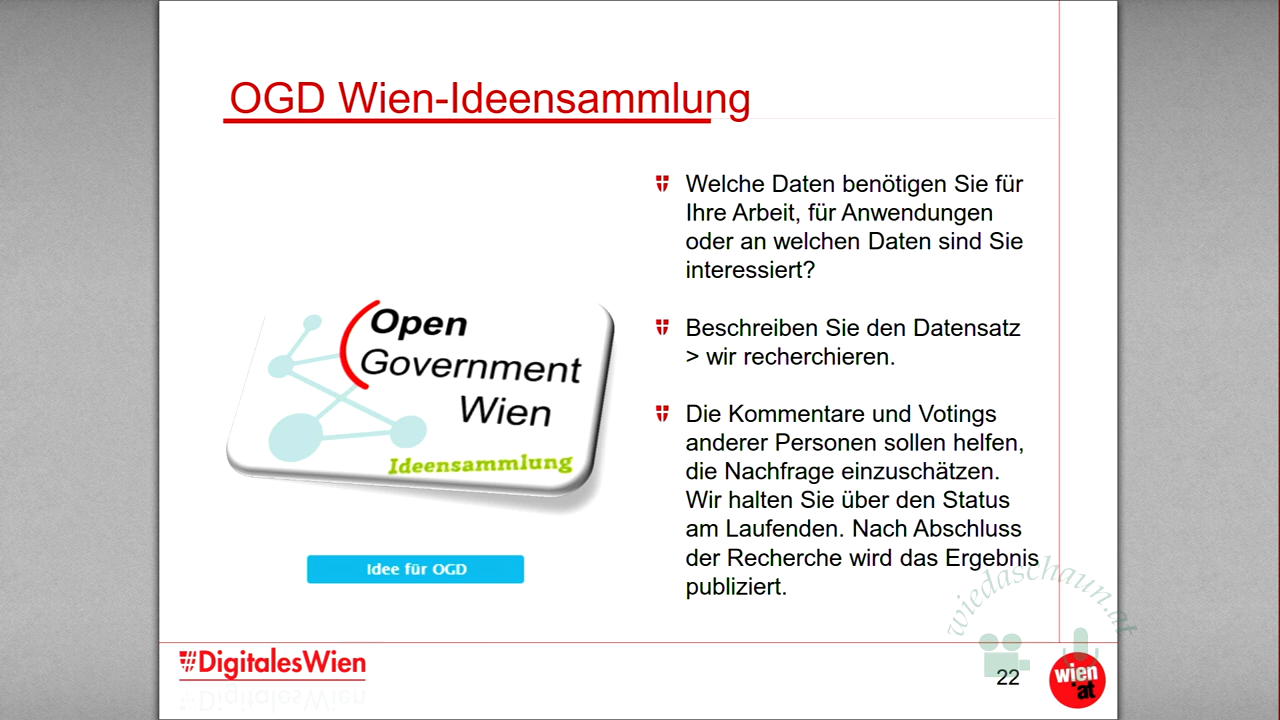 OGD Wien-Ideensammlung
Welche Daten benötigen Sie für
Ihre Arbeit, für Anwendungen
oder an welchen Daten sind Sie
interessiert?
Beschreiben Sie den Datensatz
> wir recherchieren.
Die Kommentare und Votings
anderer Personen sollen helfen,
die Nachfrage einzuschätzen.
Wir halten Sie über den Status
am Laufenden. Nach Abschluss
der Recherche wird das Ergebnis
publiziert.
Open
Government
Wien
Ideensammlung
Idee für OGD
wiedaschaun.at
#DigitalesWien
22
wien
.at